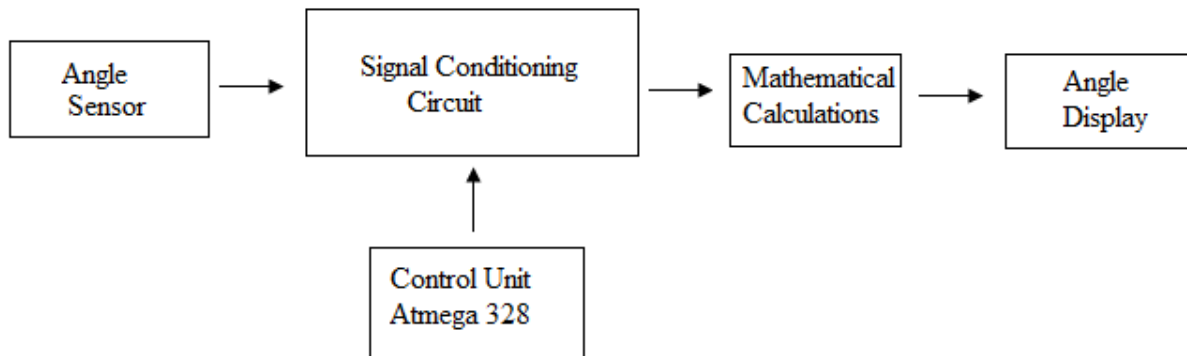 Angle
Sensor
Signal Conditioning
Circuit
Mathematical
Calculations
Angle
Display
Control Unit
Atmega 328